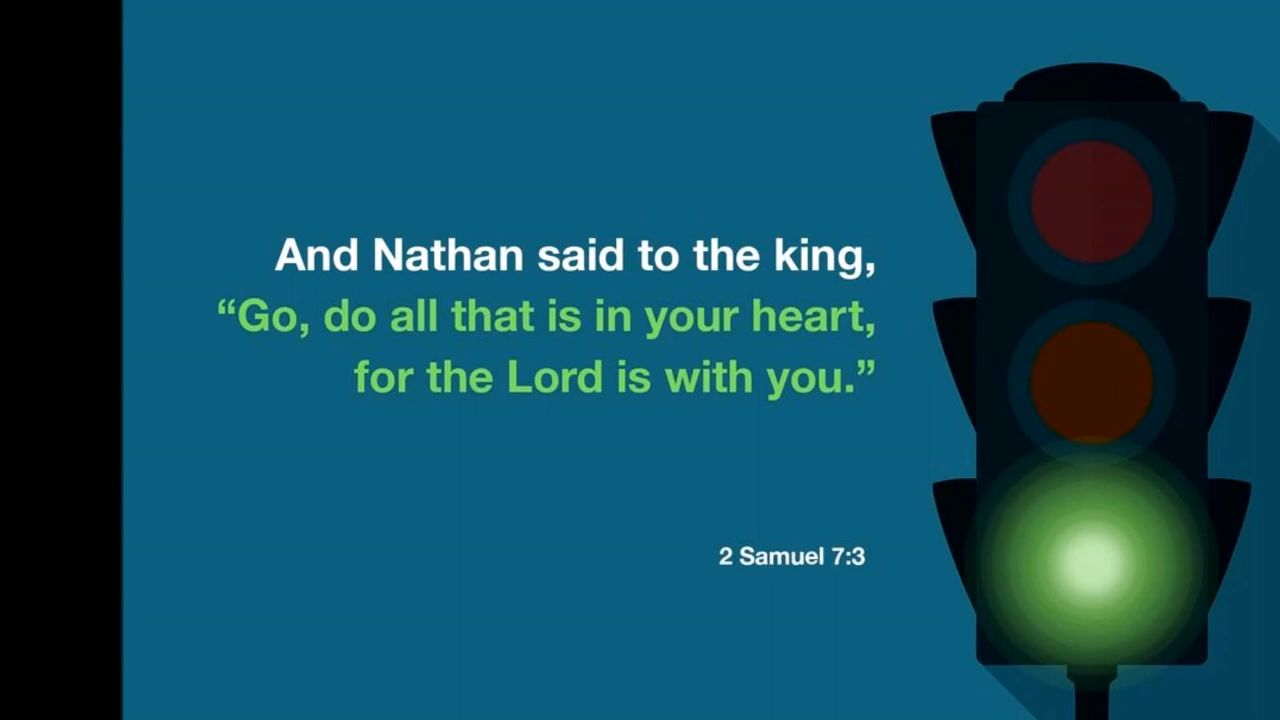 And Nathan said to the king,
“Go, do all that is in your heart,
for the Lord is with you.”
2 Samuel 7:3